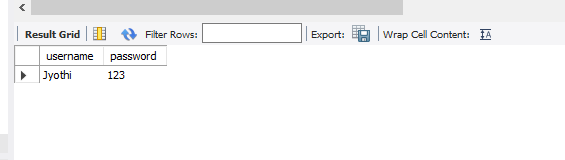 Result Grid Filter Rows: Export: Wrap Cell Content:
username password
Jyothi 123